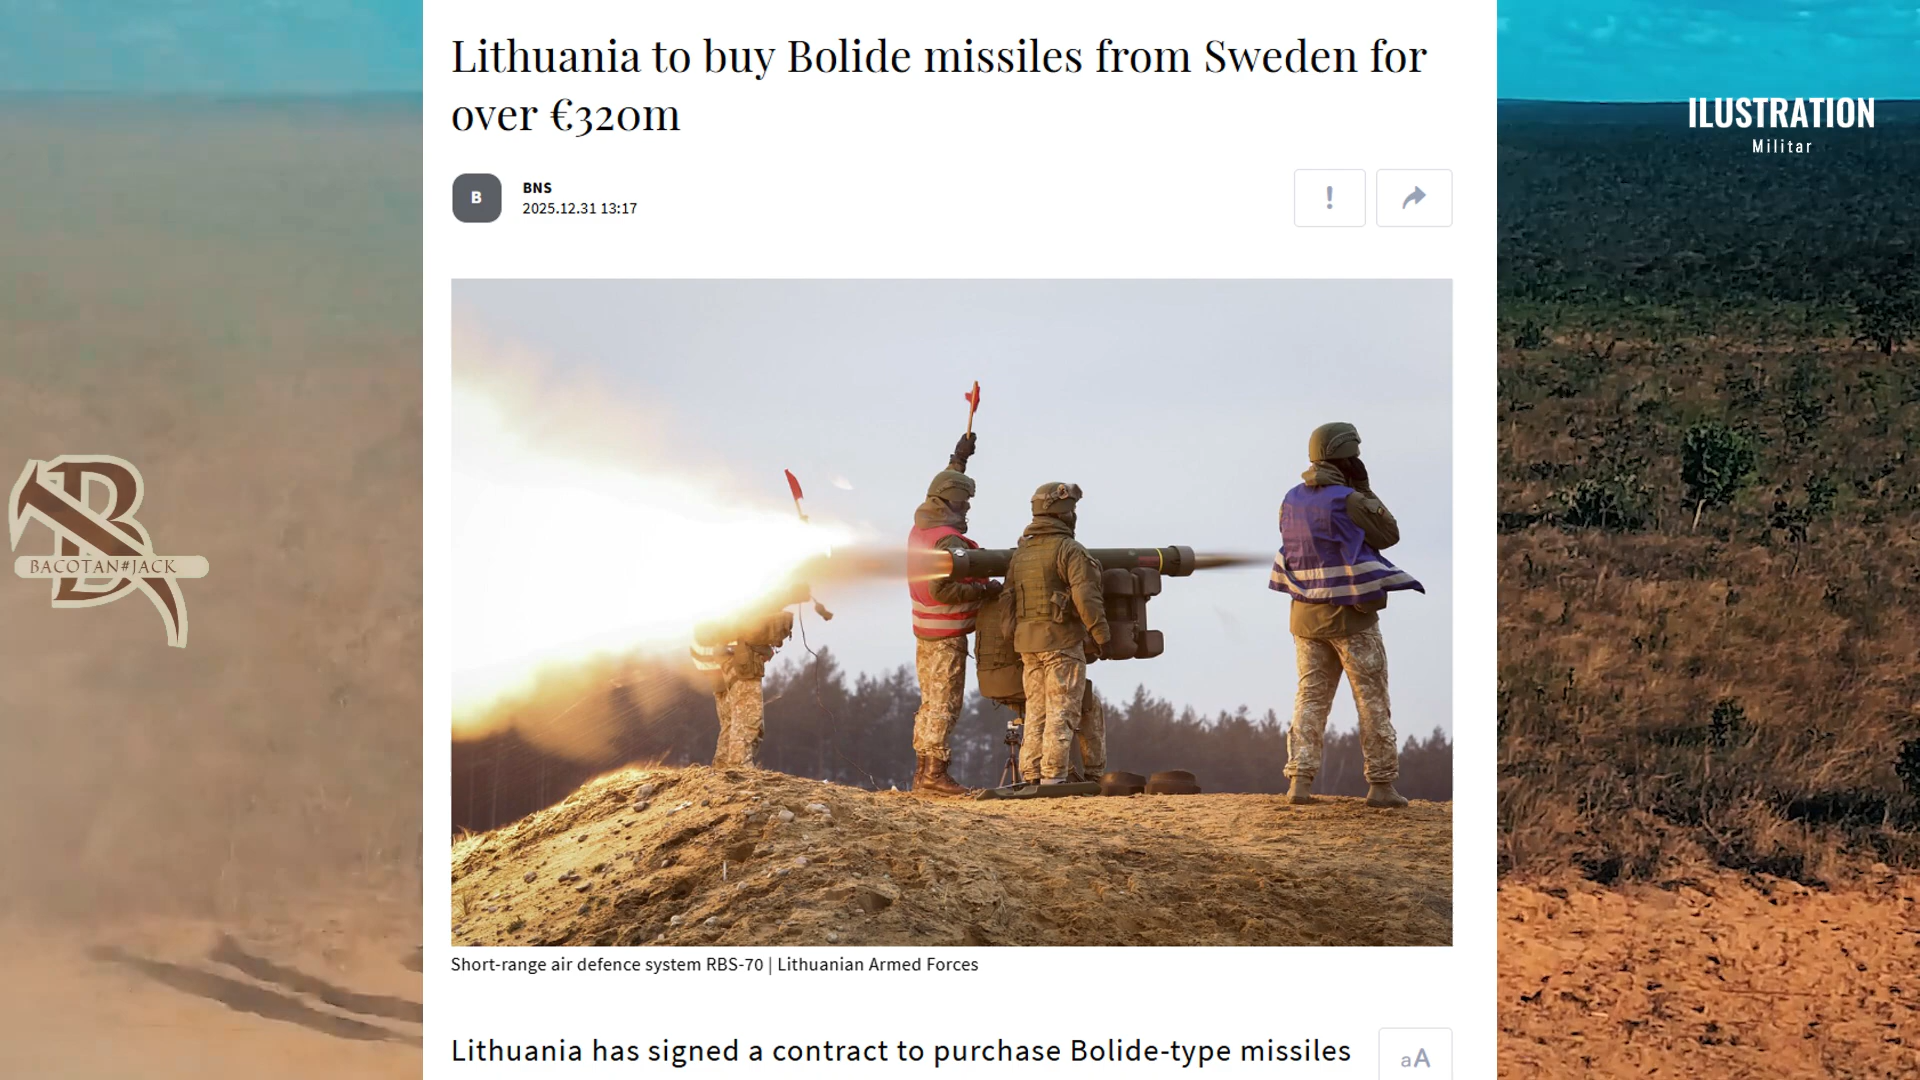 Lithuania to buy Bolide missiles from Sweden for
over €320m
ILUSTRATION
Militar
B
BNS
2025.12.31 13:17
!
B
BACOTAN#JACK
Short-range air defence system RBS-70 | Lithuanian Armed Forces
Lithuania has signed a contract to purchase Bolide-type missiles
aA